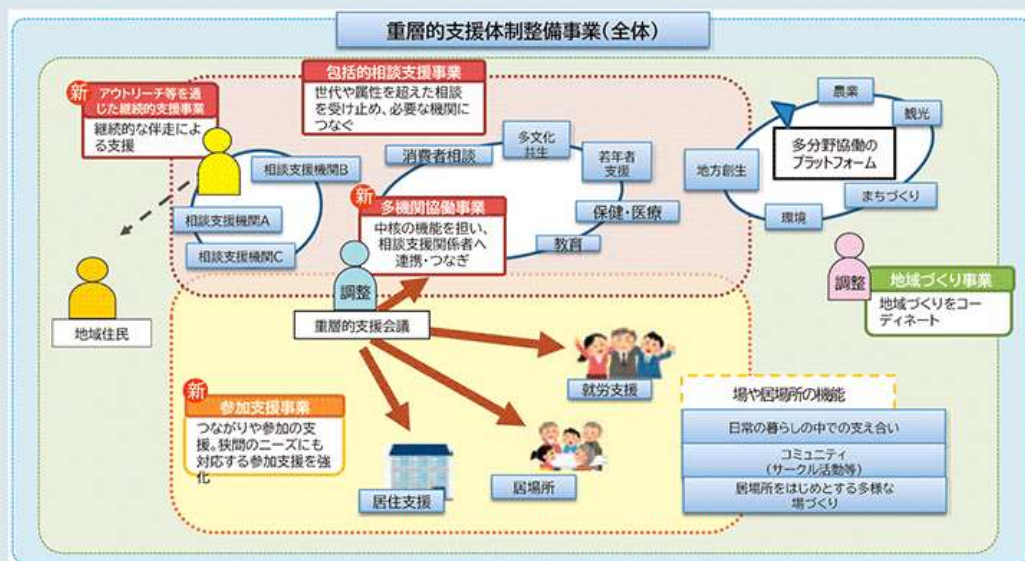 重層的支援体制整備事業(全体)
新
アウトリーチ等を通
じた継続的支援事業
継続的な伴走によ
る支援
包括的相談支援事業
世代や属性を超えた相談
を受け止め、必要な機関に
つなぐ
相談支援機関B
相談支援機関A
相談支援機関C
消費者相談
多文化
共生
若年者
支援
保健・医療
教育
新
多機関協働事業
中核の機能を担い、
相談支援関係者へ
連携・つなぎ
農業
観光
多分野協働の
プラットフォーム
地方創生
まちづくり
環境
地域住民
調整
重層的支援会議
調整
地域づくり事業
地域づくりをコー
ディネート
新
参加支援事業
つながりや参加の支
援。狭間のニーズにも
対応する参加支援を強
化
就労支援
居住支援
居場所
場や居場所の機能
日常の暮らしの中での支え合い
コミュニティ
(サークル活動等)
居場所をはじめとする多様な
場づくり